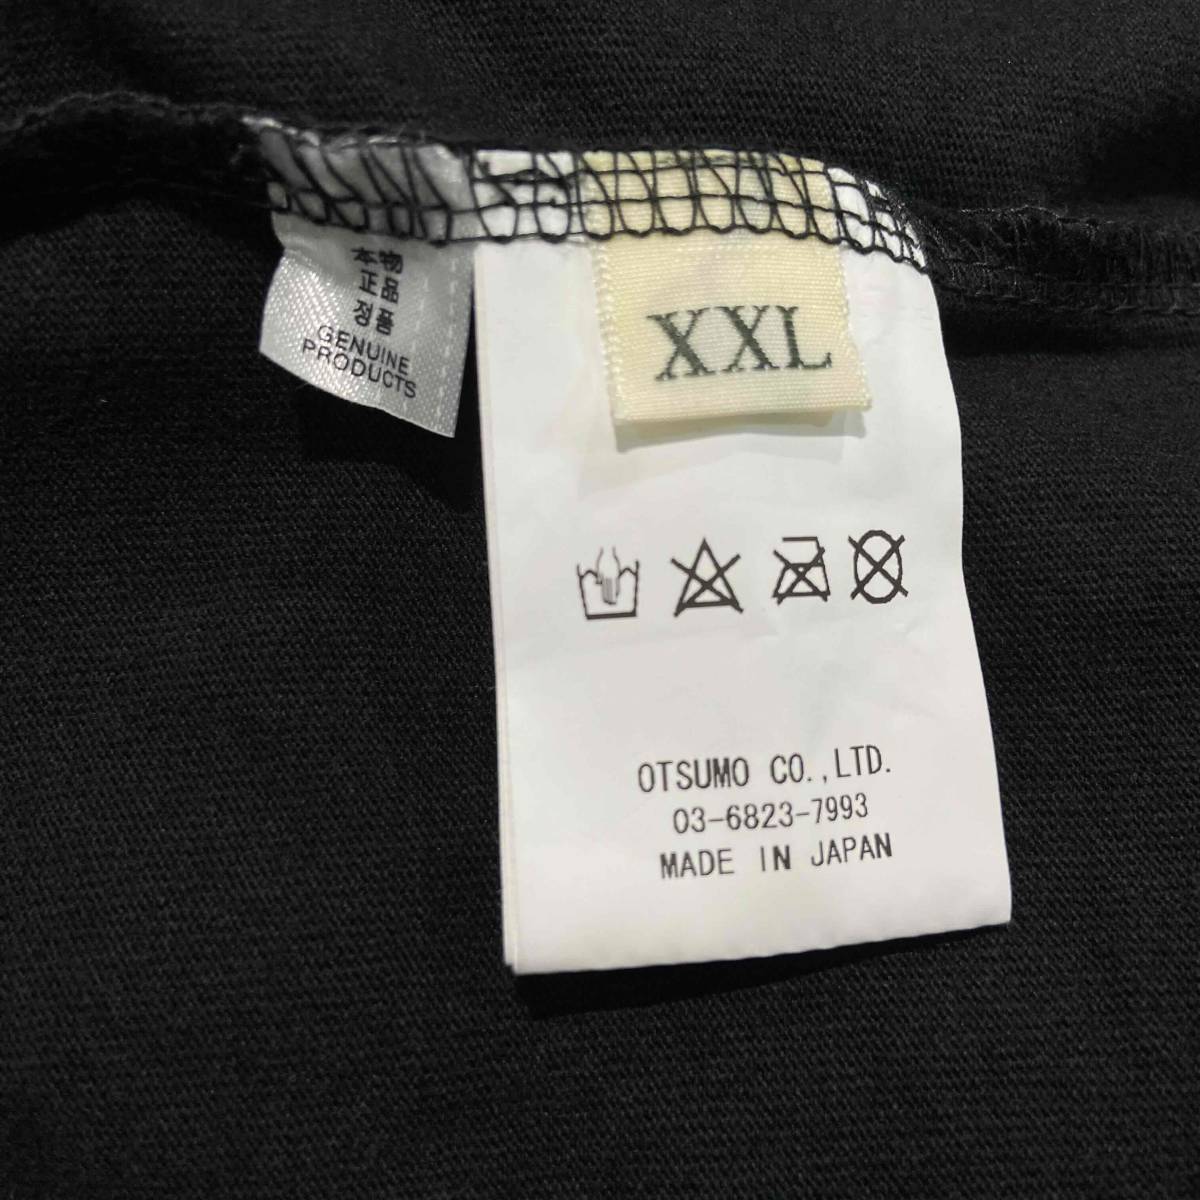 本物
正品
정품
GENUINE
PRODUCTS
XXL
OTSUMO CO.,LTD.
03-6823-7993
MADE IN JAPAN